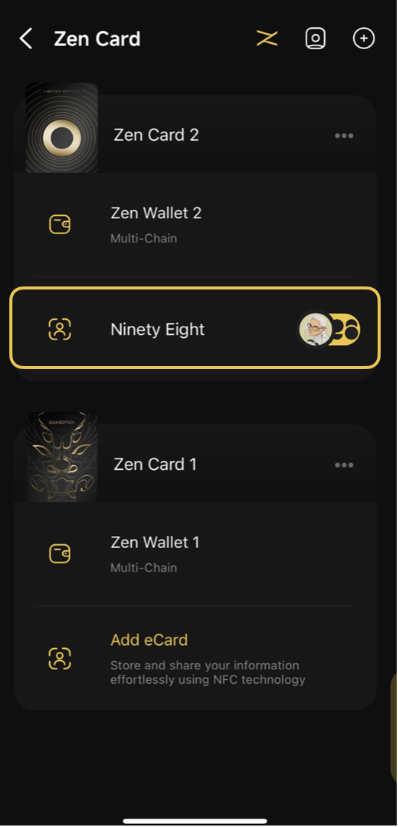 Zen Card
LIMITED EDITION
Zen Card 2
Zen Wallet 2
Multi-Chain
Ninety Eight
Zen Card 1
Zen Wallet 1
Multi-Chain
Add eCard
Store and share your information
effortlessly using NFC technology